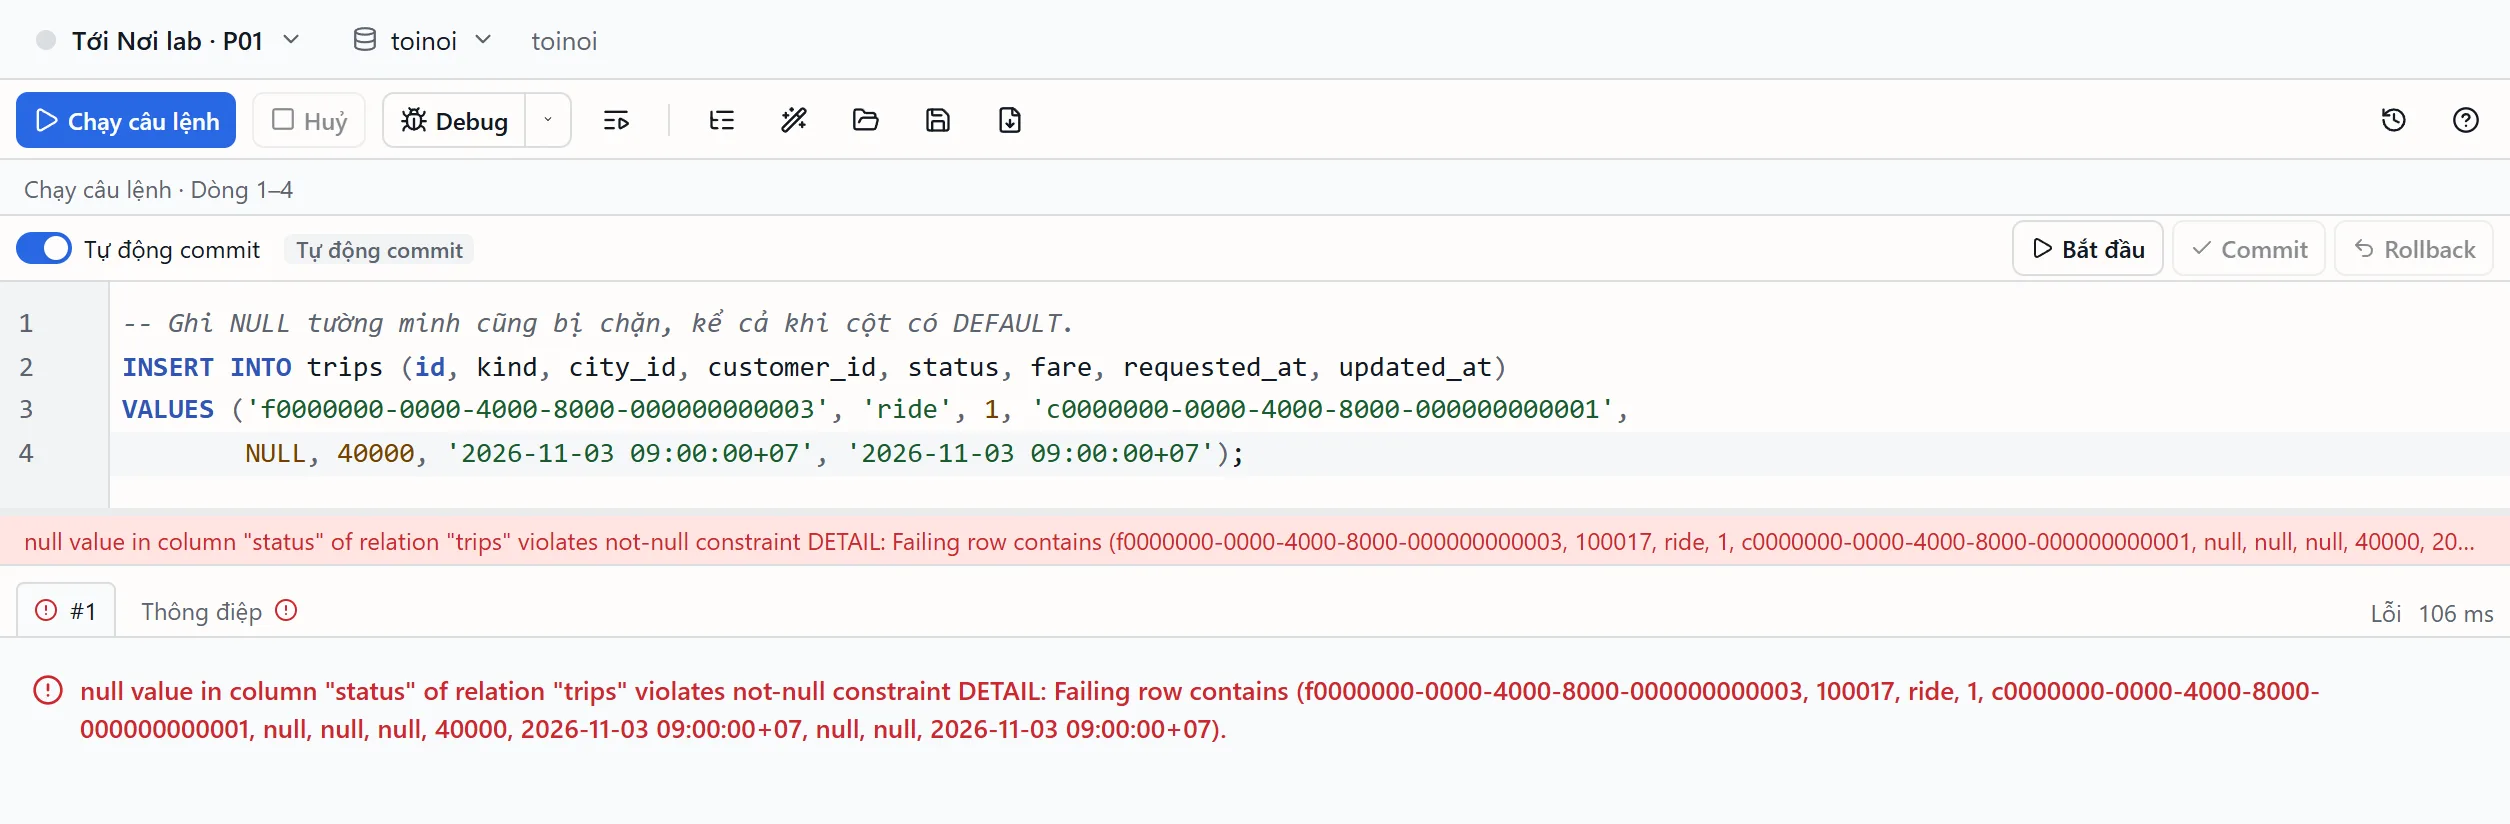 Tới Nơi lab · P01 toinoi toinoi
Chạy câu lệnh Huỷ Debug
Chạy câu lệnh · Dòng 1–4
Tự động commit Tự động commit Bắt đầu Commit Rollback
1 -- Ghi NULL tường minh cũng bị chặn, kể cả khi cột có DEFAULT.
2 INSERT INTO trips (id, kind, city_id, customer_id, status, fare, requested_at, updated_at)
3 VALUES ('f0000000-0000-4000-8000-000000000003', 'ride', 1, 'c0000000-0000-4000-8000-000000000001',
4 NULL, 40000, '2026-11-03 09:00:00+07', '2026-11-03 09:00:00+07');
null value in column "status" of relation "trips" violates not-null constraint DETAIL: Failing row contains (f0000000-0000-4000-8000-000000000003, 100017, ride, 1, c0000000-0000-4000-8000-000000000001, null, null, null, 40000, 20...
#1 Thông điệp Lỗi 106 ms
null value in column "status" of relation "trips" violates not-null constraint DETAIL: Failing row contains (f0000000-0000-4000-8000-000000000003, 100017, ride, 1, c0000000-0000-4000-8000-
000000000001, null, null, null, 40000, 2026-11-03 09:00:00+07, null, null, 2026-11-03 09:00:00+07).